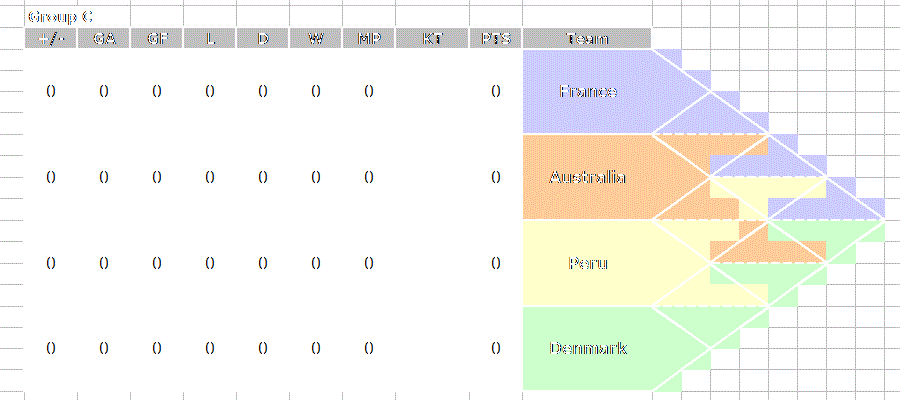 Group C
+/- GA GF L D W MP KT PTS Team
0 0 0 0 0 0 0 0 France
0 0 0 0 0 0 0 0 Australia
0 0 0 0 0 0 0 0 Peru
0 0 0 0 0 0 0 0 Denmark